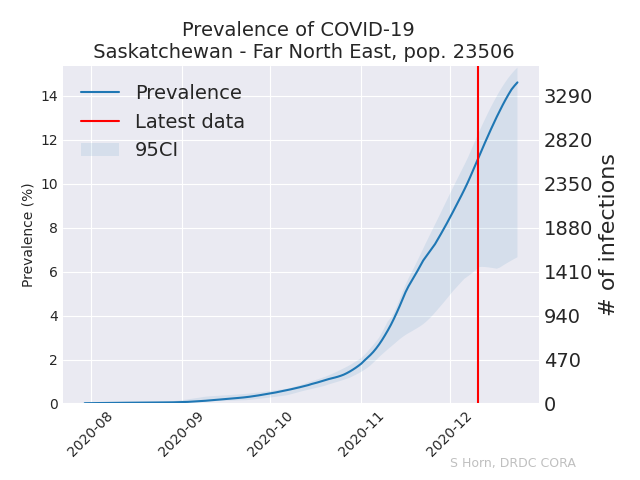 Prevalence of COVID-19
Saskatchewan - Far North East, pop. 23506
Prevalence
Latest data
95CI
Prevalence (%)
14
12
10
8
6
4
2
0
3290
2820
2350
1880
1410
940
470
0
# of infections
2020-08
2020-09
2020-10
2020-11
2020-12
S Horn, DRDC CORA